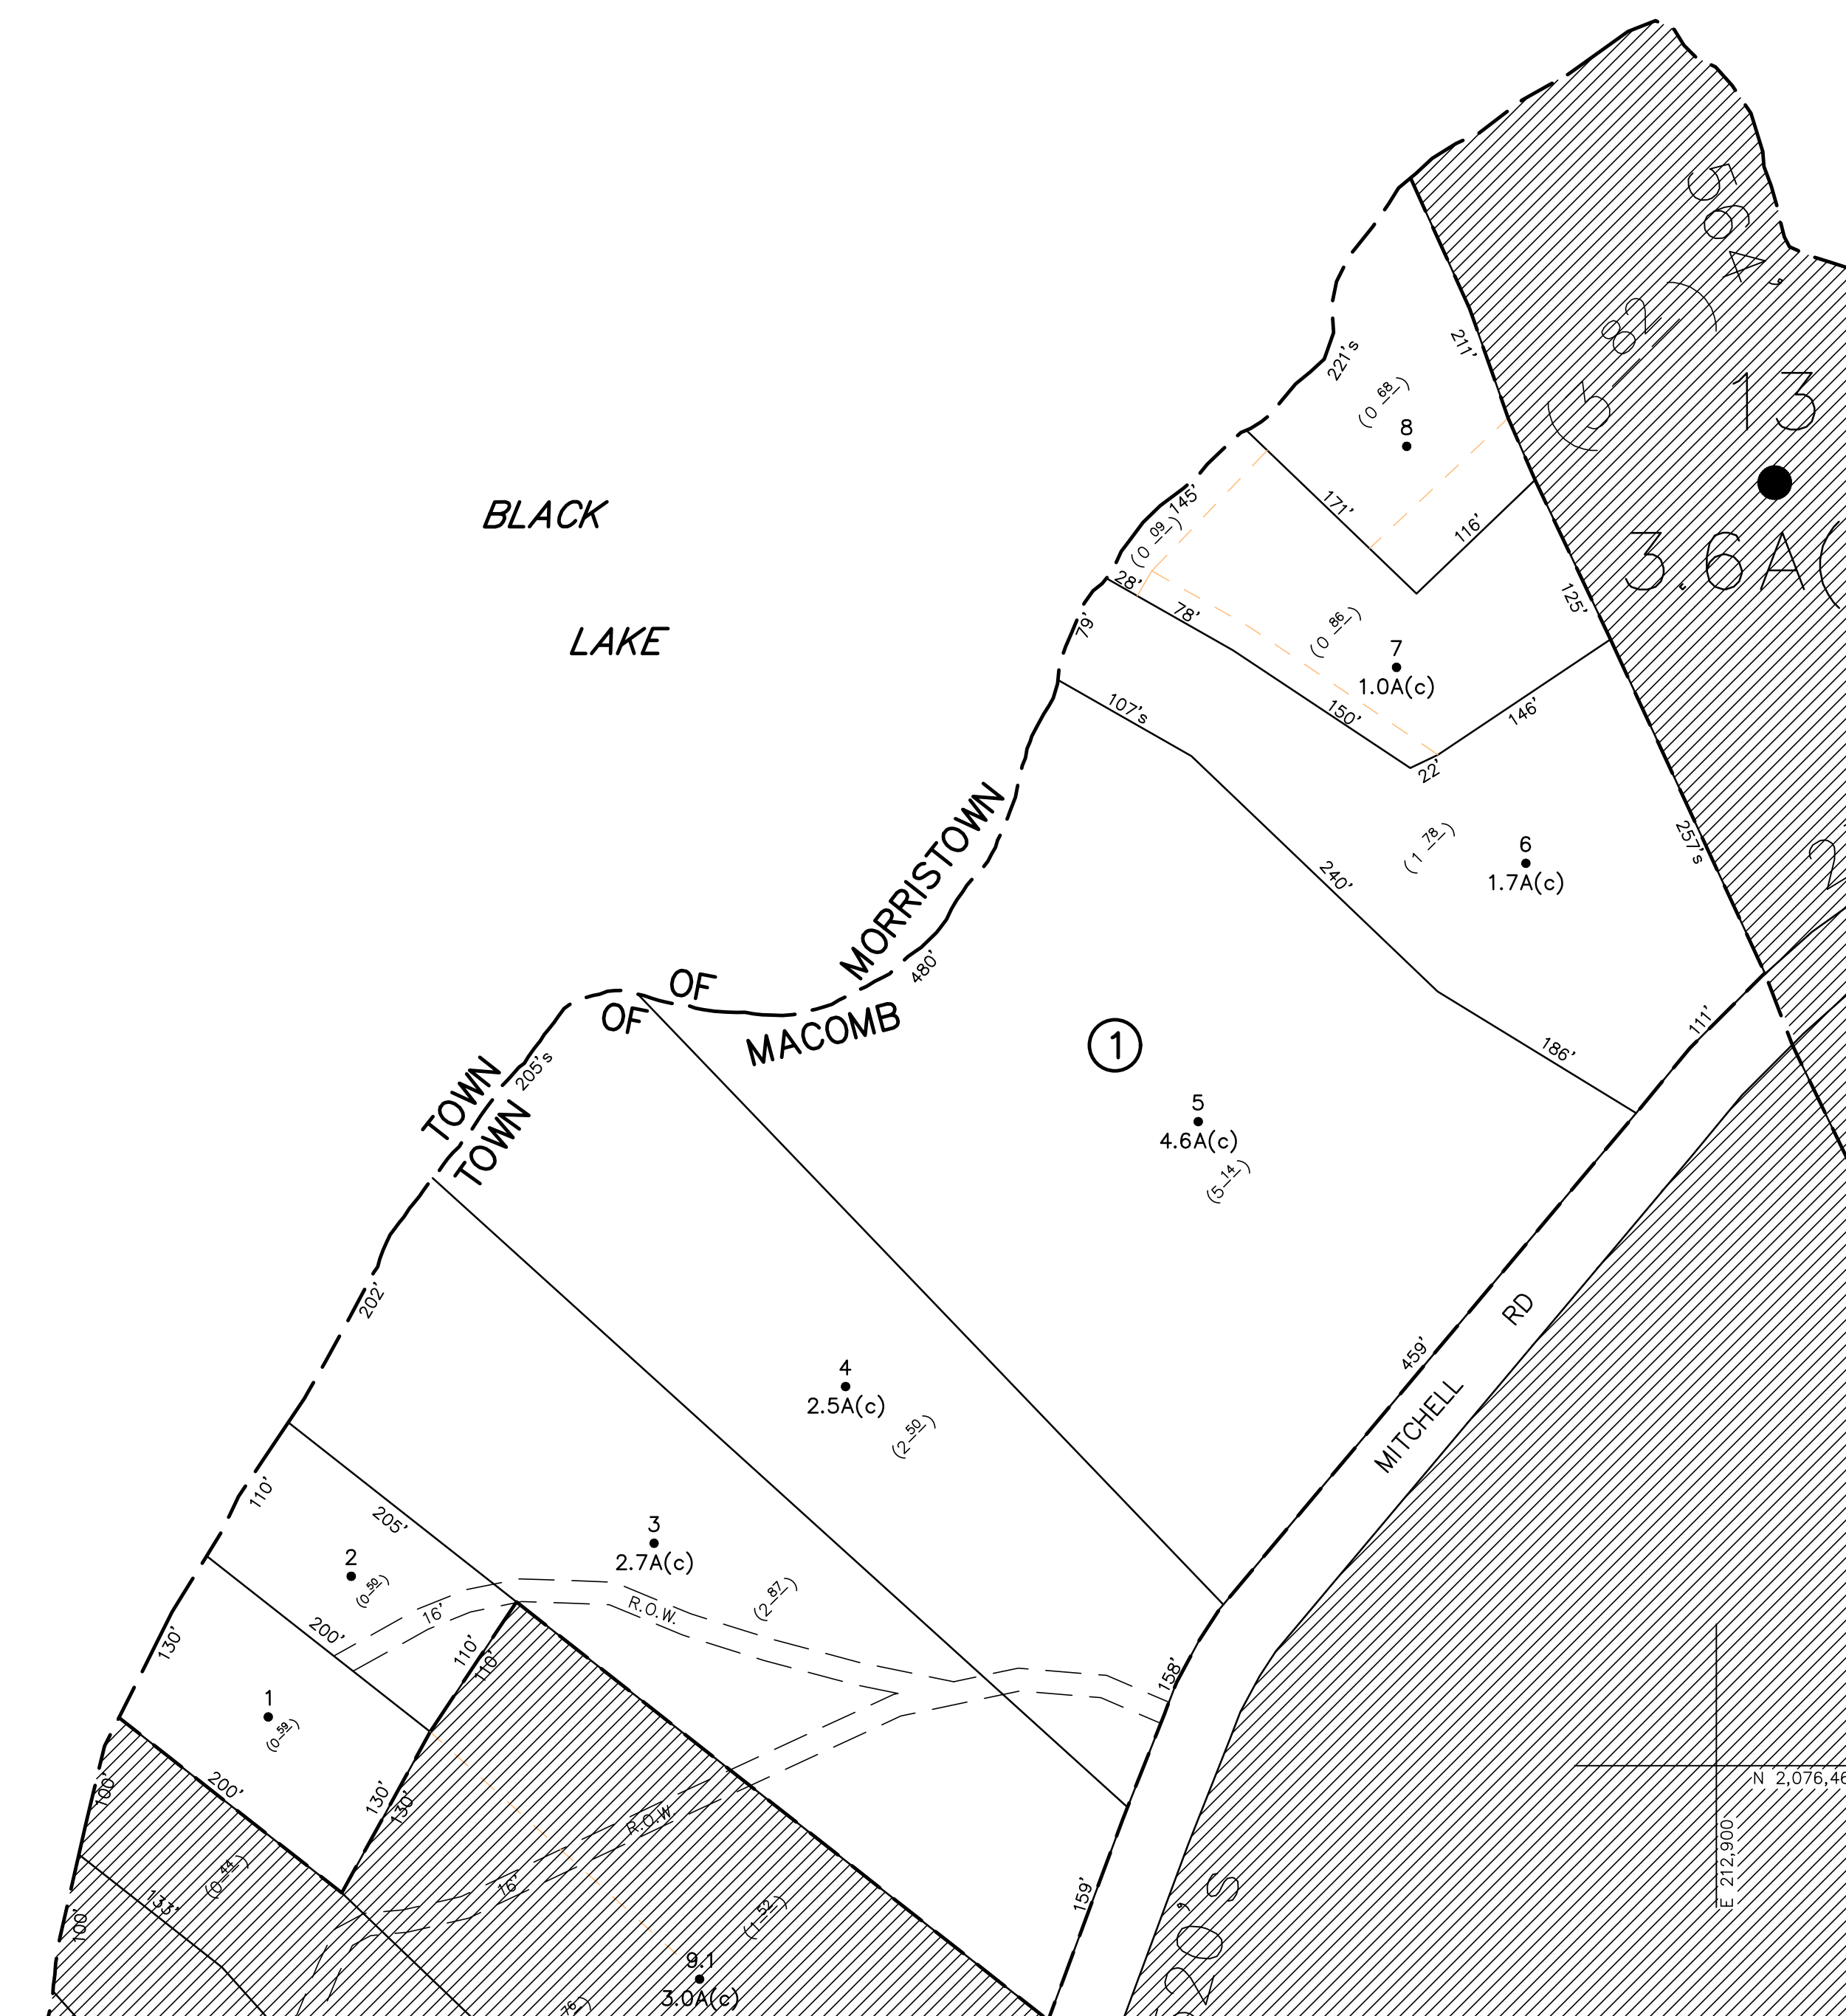 BLACK
LAKE
TOWN OF MORRISTOWN
TOWN OF MACOMB
1
221's
211'
(0 68)
8
171'
116'
145'
(0 09)
28'
78'
79'
(0 86)
7
1.0A(c)
150'
146'
22'
125'
107's
240'
186'
(1 78)
6
1.7A(c)
257's
111'
13
3.6A(
480'
205's
5
4.6A(c)
(5 14)
459'
MITCHELL RD
202'
4
2.5A(c)
(2 50)
110'
205'
3
2.7A(c)
(2 87)
2
(0 50)
16'
R.O.W.
200'
110'
110'
130'
1
(0 59)
158'
200'
130'
130'
100'
R.O.W.
16'
(0 44)
133'
100'
159'
(1 52)
9.1
3.0A(c)
N 2,076,46
E 212,900